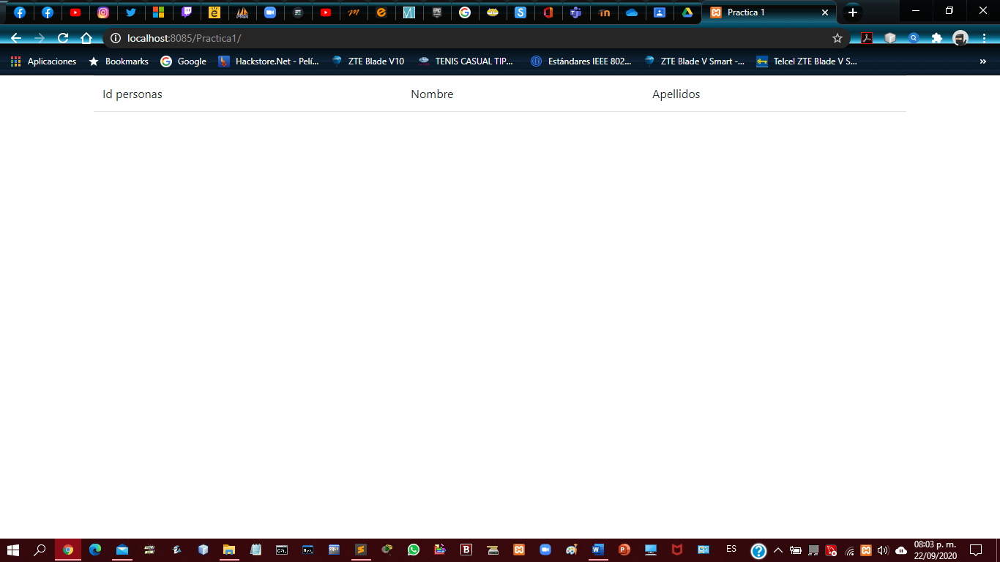 Practica 1
localhost:8085/Practica1/
Aplicaciones
Bookmarks
Google
Hackstore.Net - Pelí...
ZTE Blade V10
TENIS CASUAL TIP...
Estándares IEEE 802...
ZTE Blade V Smart -...
Telcel ZTE Blade V S...
»
Id personas
Nombre
Apellidos
ES
08:03 p. m.
22/09/2020